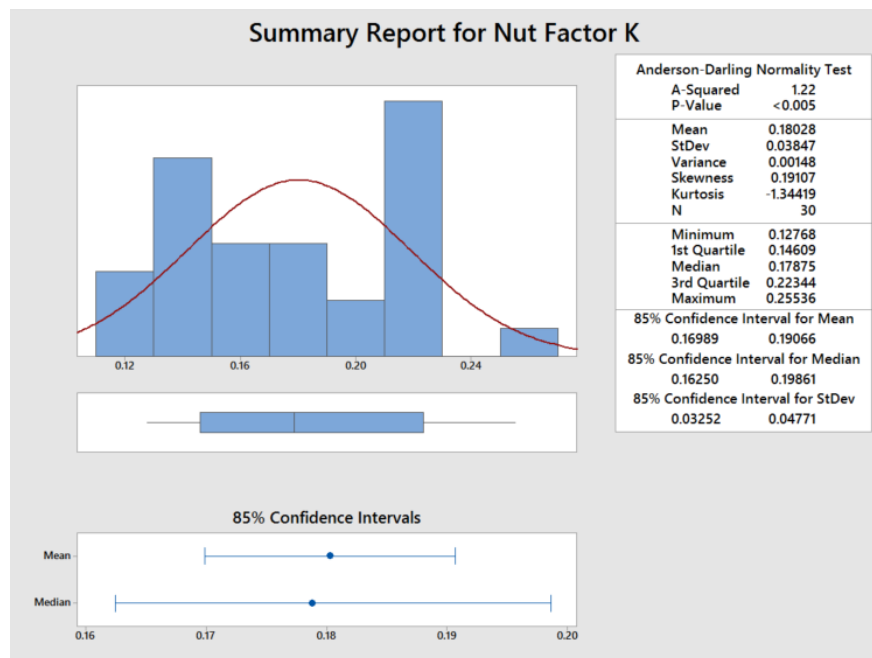 Summary Report for Nut Factor K
Anderson-Darling Normality Test
A-Squared 1.22
P-Value <0.005
Mean 0.18028
StDev 0.03847
Variance 0.00148
Skewness 0.19107
Kurtosis -1.34419
N 30
Minimum 0.12768
1st Quartile 0.14609
Median 0.17875
3rd Quartile 0.22344
Maximum 0.25536
85% Confidence Interval for Mean
0.16989 0.19066
85% Confidence Interval for Median
0.16250 0.19861
85% Confidence Interval for StDev
0.03252 0.04771
0.12 0.16 0.20 0.24
85% Confidence Intervals
Mean
Median
0.16 0.17 0.18 0.19 0.20